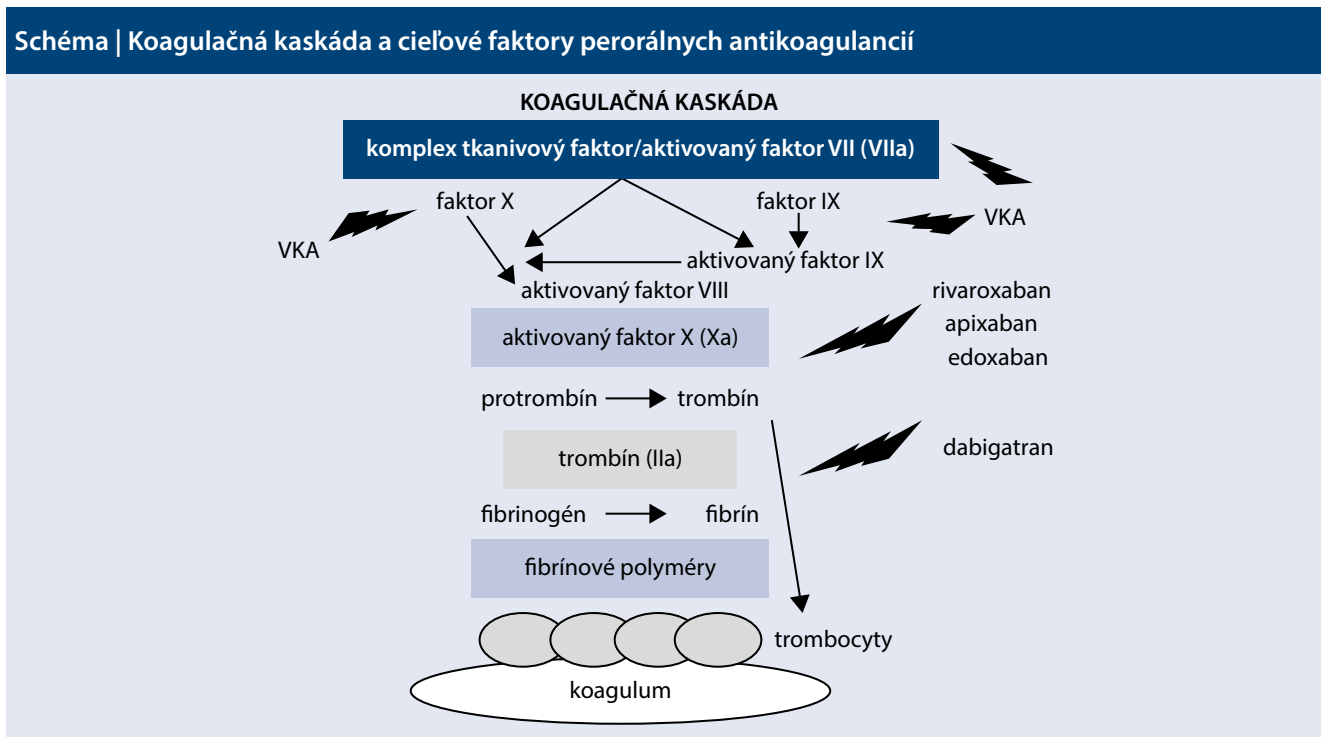 Schéma | Koagulačná kaskáda a cieľové faktory perorálnych antikoagulancií
KOAGULAČNÁ KASKÁDA
komplex tkanivový faktor/aktivovaný faktor VII (VIIa)
faktor X
faktor IX
VKA
VKA
aktivovaný faktor IX
aktivovaný faktor VIII
rivaroxaban
apixaban
edoxaban
aktivovaný faktor X (Xa)
protrombín
trombín
trombín (IIa)
dabigatran
fibrinogén
fibrín
fibrínové polyméry
trombocyty
koagulum